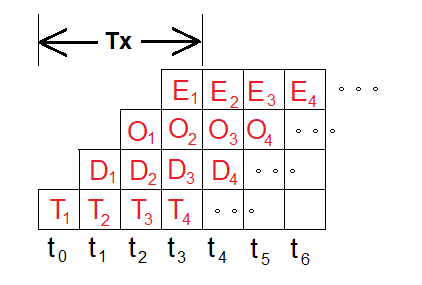 Tx
E₁ E₂ E₃ E₄ ∘ ∘ ∘
O₁ O₂ O₃ O₄ ∘ ∘ ∘
D₁ D₂ D₃ D₄ ∘ ∘ ∘
T₁ T₂ T₃ T₄ ∘ ∘ ∘
t₀ t₁ t₂ t₃ t₄ t₅ t₆